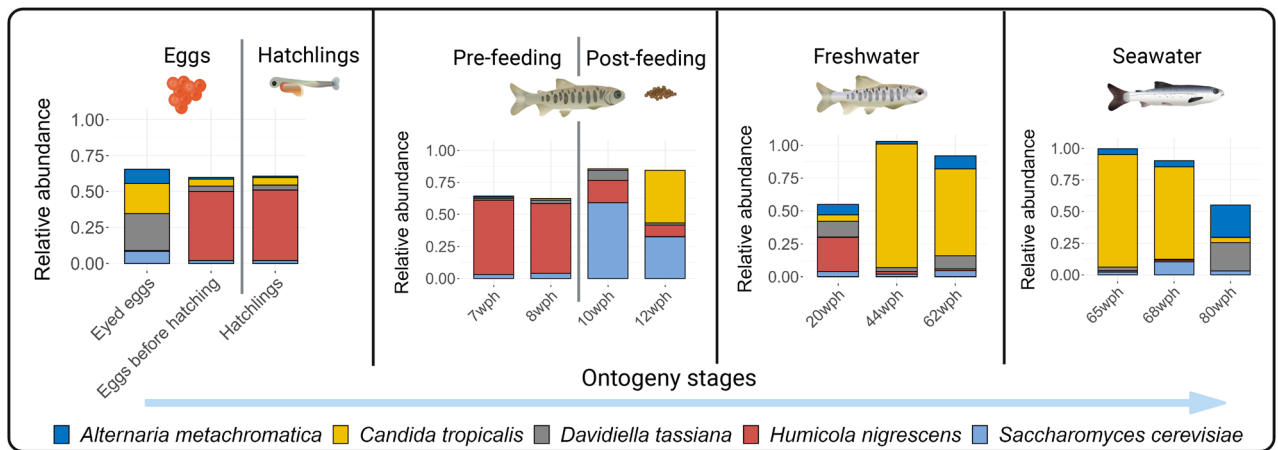 Eggs
Hatchlings
Relative abundance
1.00
0.75
0.50
0.25
0.00
Eyed eggs
Eggs before hatching
Hatchlings
Pre-feeding
Post-feeding
Relative abundance
1.00
0.75
0.50
0.25
0.00
7wph
8wph
10wph
12wph
Freshwater
Relative abundance
1.00
0.75
0.50
0.25
0.00
20wph
44wph
62wph
Seawater
Relative abundance
1.00
0.75
0.50
0.25
0.00
65wph
68wph
80wph
Ontogeny stages
Alternaria metachromatica Candida tropicalis Davidiella tassiana Humicola nigrescens Saccharomyces cerevisiae